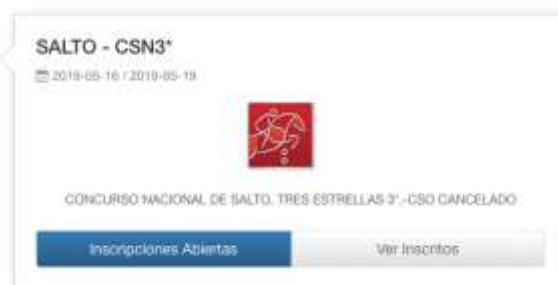 SALTO - CSN3*
2019-05-16 / 2019-05-19
CONCURSO NACIONAL DE SALTO, TRES ESTRELLAS 3*.-CSO CANCELADO
Inscripciones Abiertas
Ver Inscritos